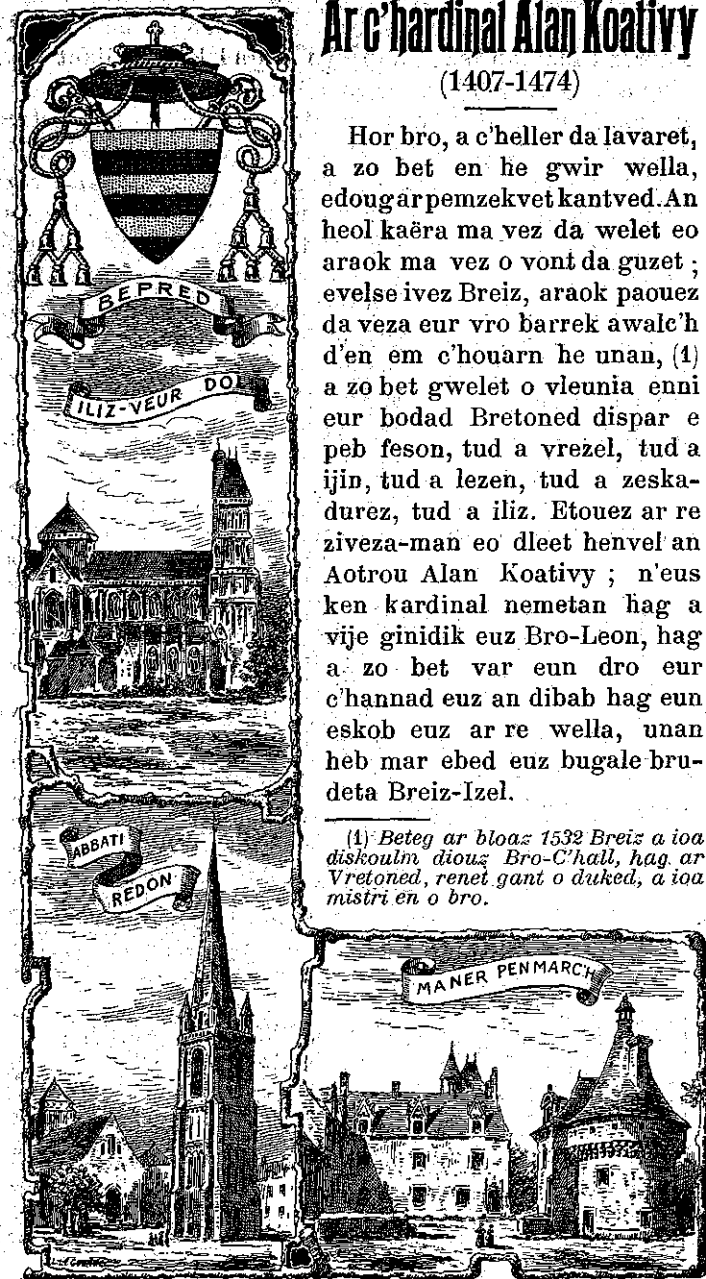 Ar c'hardinal Alan Koativy
(1407-1474)
Hor bro, a c'heller da lavaret,
a zo bet en he gwir wella,
edoug ar pemzekvet kantved. An
heol kaëra ma vez da welet eo
araok ma vez o vont da guzet ;
evelse ivez Breiz, araok paouez
da veza eur vro barrek awalc'h
d'en em c'houarn he unan, (1)
a zo bet gwelet o vleunia enni
eur bodad Bretoned dispar e
peb feson, tud a vrezel, tud a
ijin, tud a lezen, tud a zeska-
durez, tud a iliz. Etouez ar re
ziveza-man eo dleet henvel an
Aotrou Alan Koativy ; n'eus
ken kardinal nemetan hag a
vije ginidik euz Bro-Leon, hag
a zo bet var eun dro eur
c'hannad euz an dibab hag eun
eskob euz ar re wella, unan
heb mar ebed euz bugale bru-
deta Breiz-Izel.
(1) Beteg ar bloaz 1532 Breiz a ioa
diskoulm diouz Bro-C'hall, hag ar
Vretoned, renet gant o duked, a ioa
mistri en o bro.
BEPRED
ILIZ-VEUR DOL
ABBATI
REDON
MANER PENMARC'H